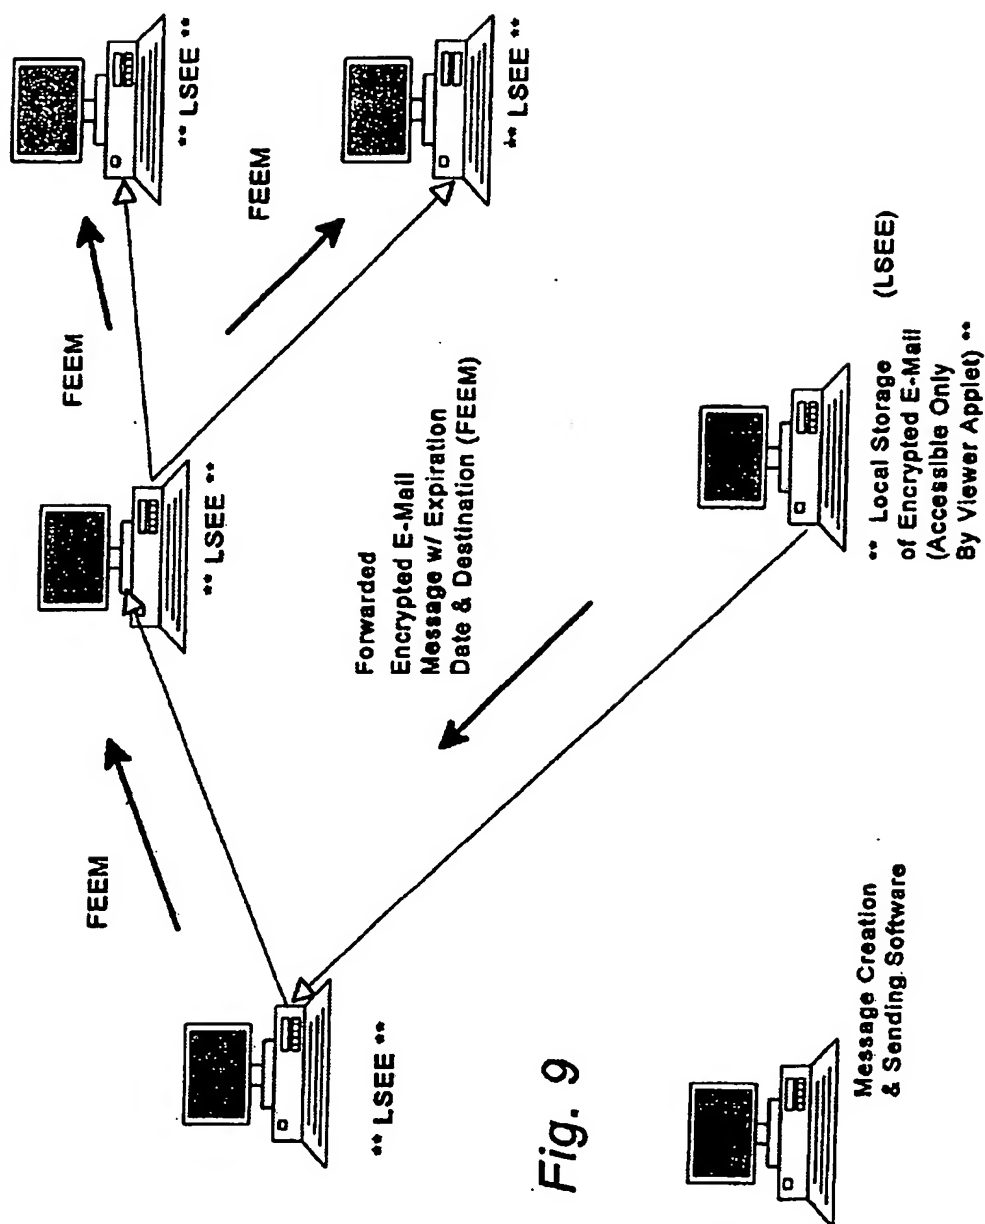 FEEM
** LSEE **
FEEM
** LSEE **
FEEM
** LSEE **
** LSEE **
Forwarded
Encrypted E-Mail
Message w/ Expiration
Date & Destination (FEEM)
Message Creation
& Sending Software
** Local Storage (LSEE)
of Encrypted E-Mail
(Accessible Only
By Viewer Applet) **
Fig. 9